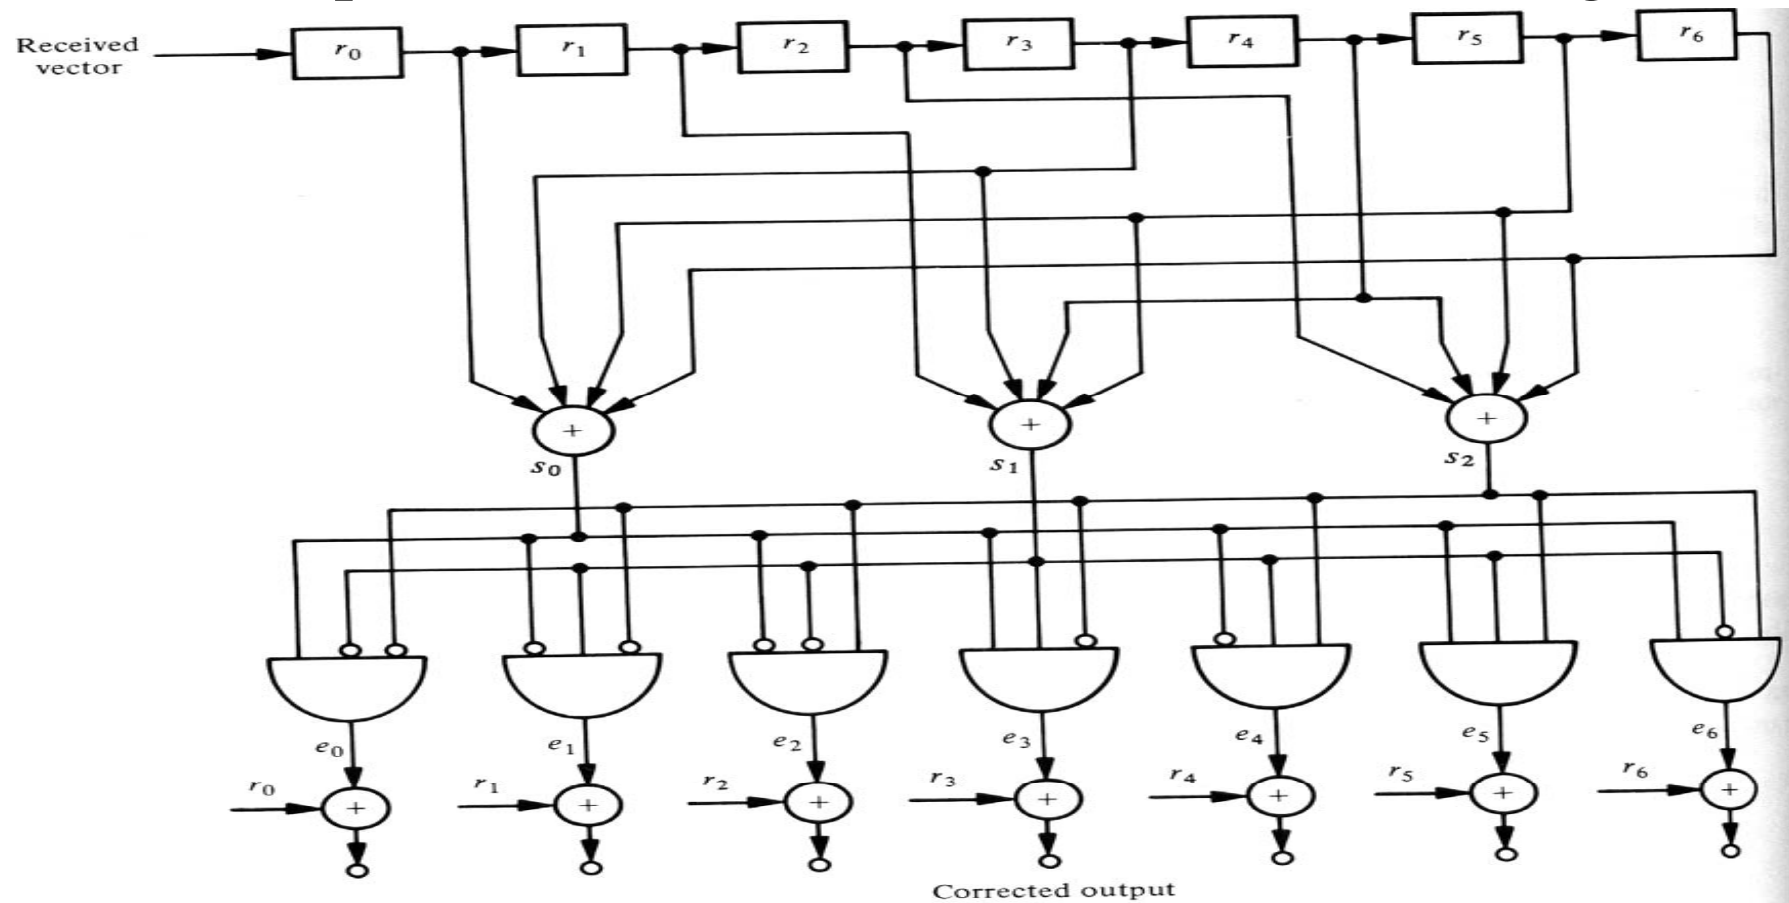 Received
vector
r0
r1
r2
r3
r4
r5
r6
+
+
+
s0
s1
s2
e0
e1
e2
e3
e4
e5
e6
r0
r1
r2
r3
r4
r5
r6
+
+
+
+
+
+
+
Corrected output